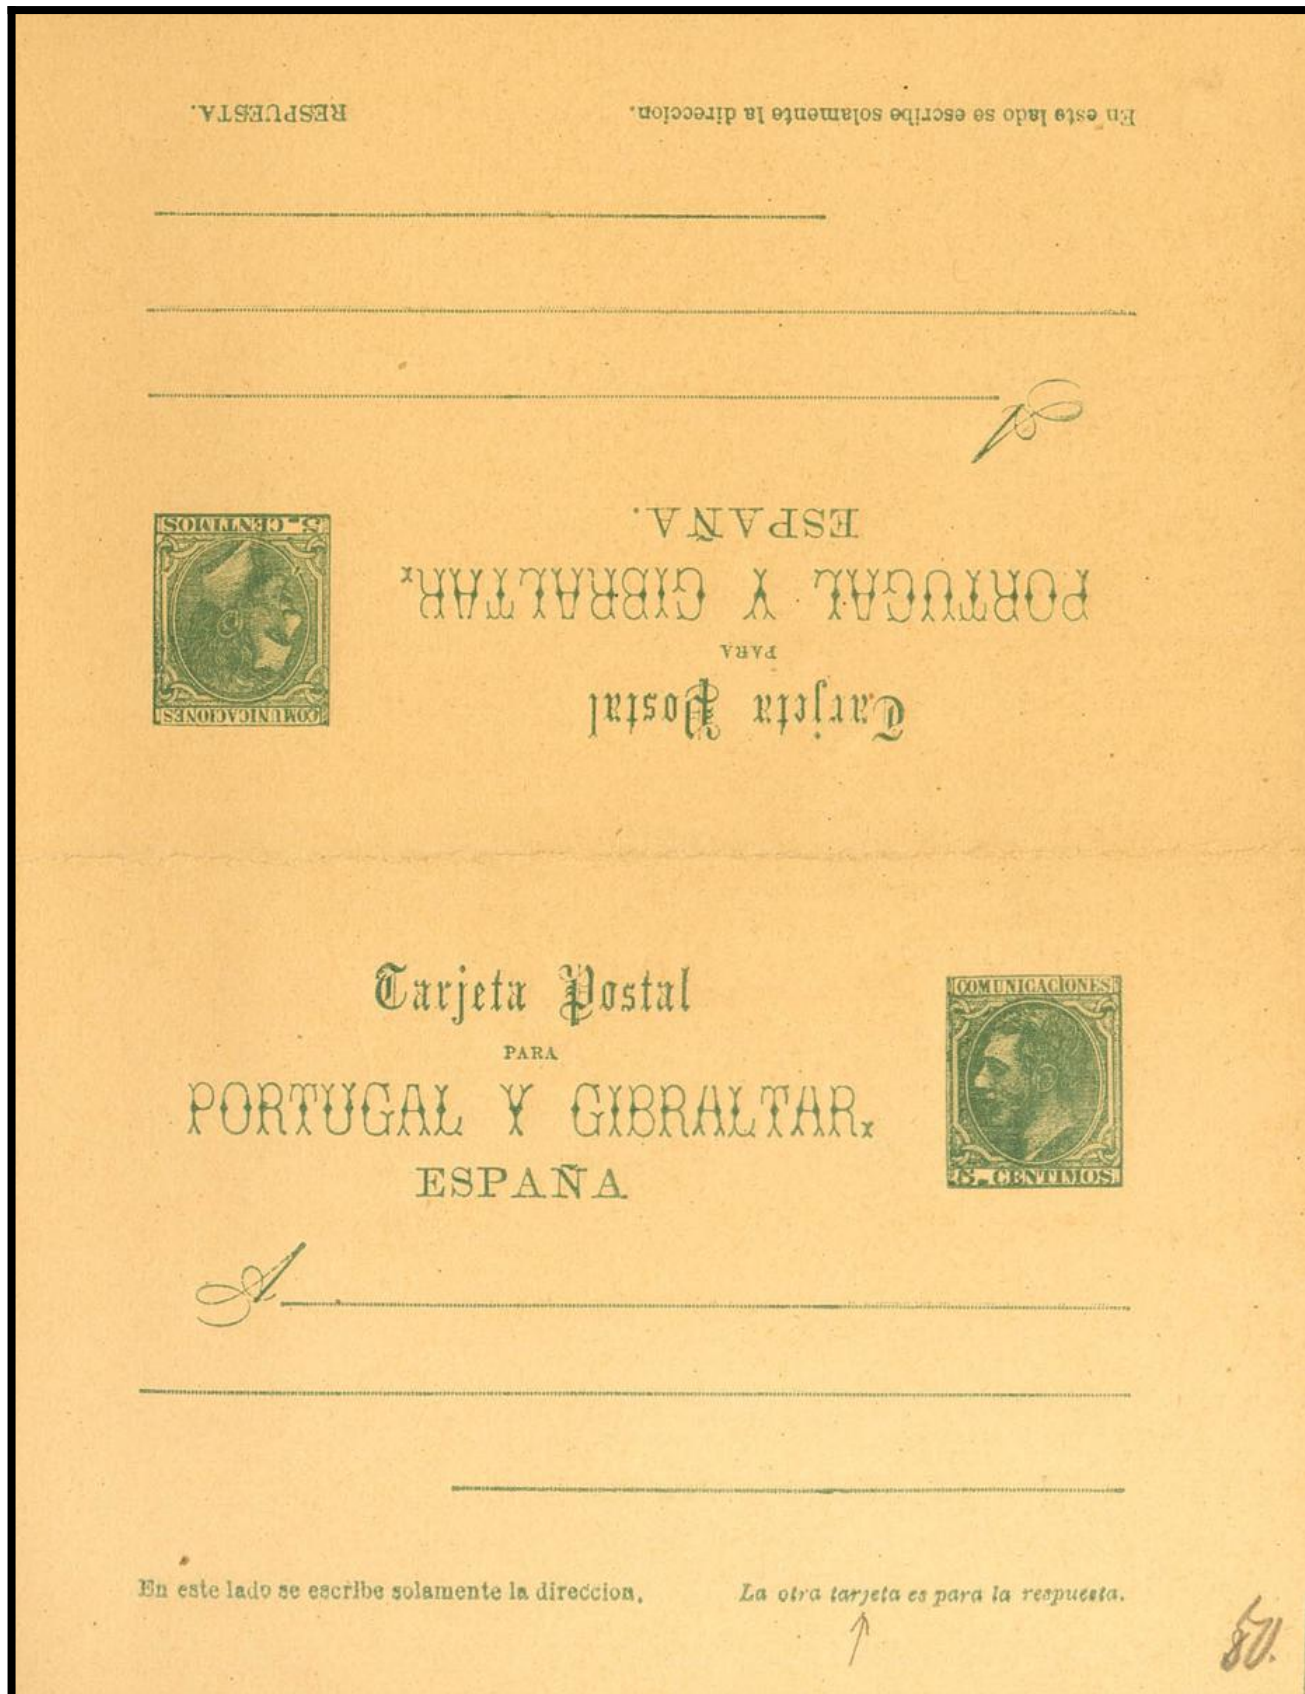 RESPUESTA.
En este lado se escribe solamente la direccion.
A
ESPAÑA.
PORTUGAL Y GIBRALTAR.
PARA
Tarjeta Postal
5 CENTIMOS
COMUNICACIONES
Tarjeta Postal
PARA
PORTUGAL Y GIBRALTAR.
ESPAÑA
COMUNICACIONES
5 CENTIMOS
A
En este lado se escribe solamente la direccion.
La otra tarjeta es para la respuesta.